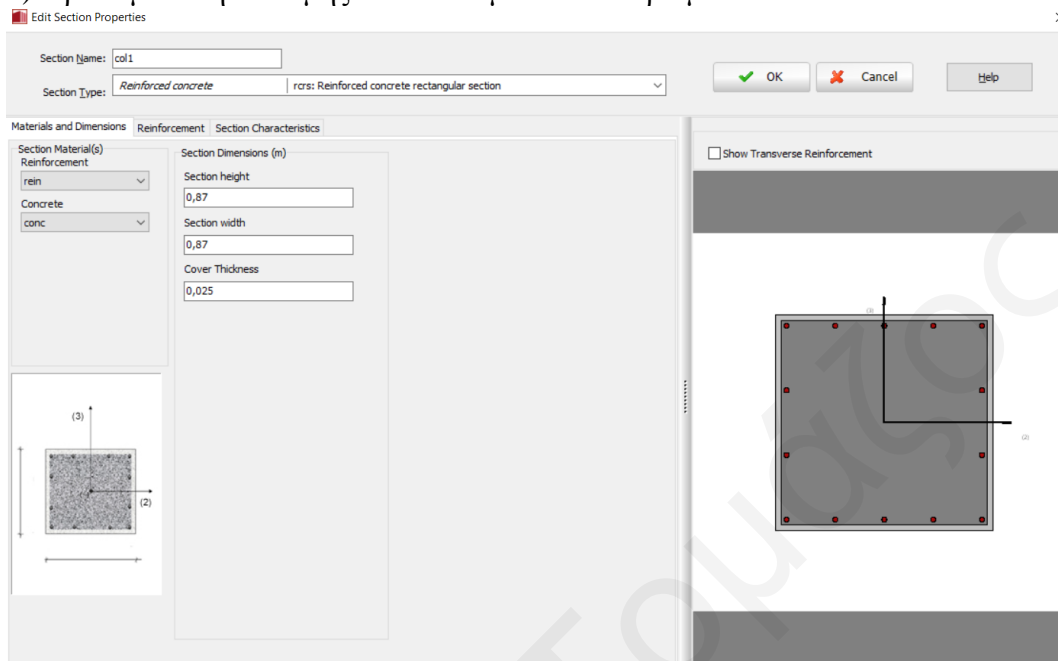 Edit Section Properties
Section Name: col1
Section Type: Reinforced concrete rcrs: Reinforced concrete rectangular section
OK Cancel Help
Materials and Dimensions Reinforcement Section Characteristics
Section Material(s)
Reinforcement
rein
Concrete
conc
Section Dimensions (m)
Section height
0,87
Section width
0,87
Cover Thickness
0,025
(3)
(2)
Show Transverse Reinforcement
(3)
(2)